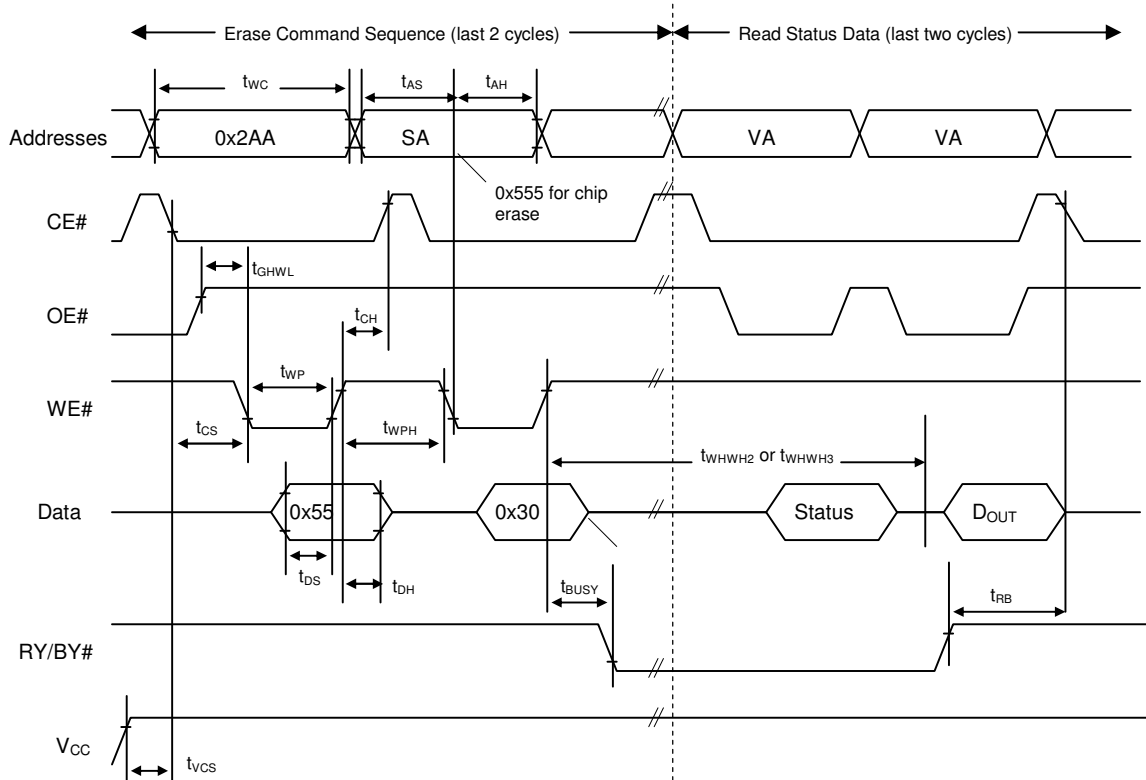 Erase Command Sequence (last 2 cycles) Read Status Data (last two cycles)
tWC tAS tAH
Addresses 0x2AA SA VA VA
0x555 for chip
erase
CE#
tGHWL
OE#
tCH
tWP
WE#
tCS tWPH
tWHWH2 or tWHWH3
Data 0x55 0x30 Status DOUT
tDS tDH tBUSY tRB
RY/BY#
VCC
tVCS